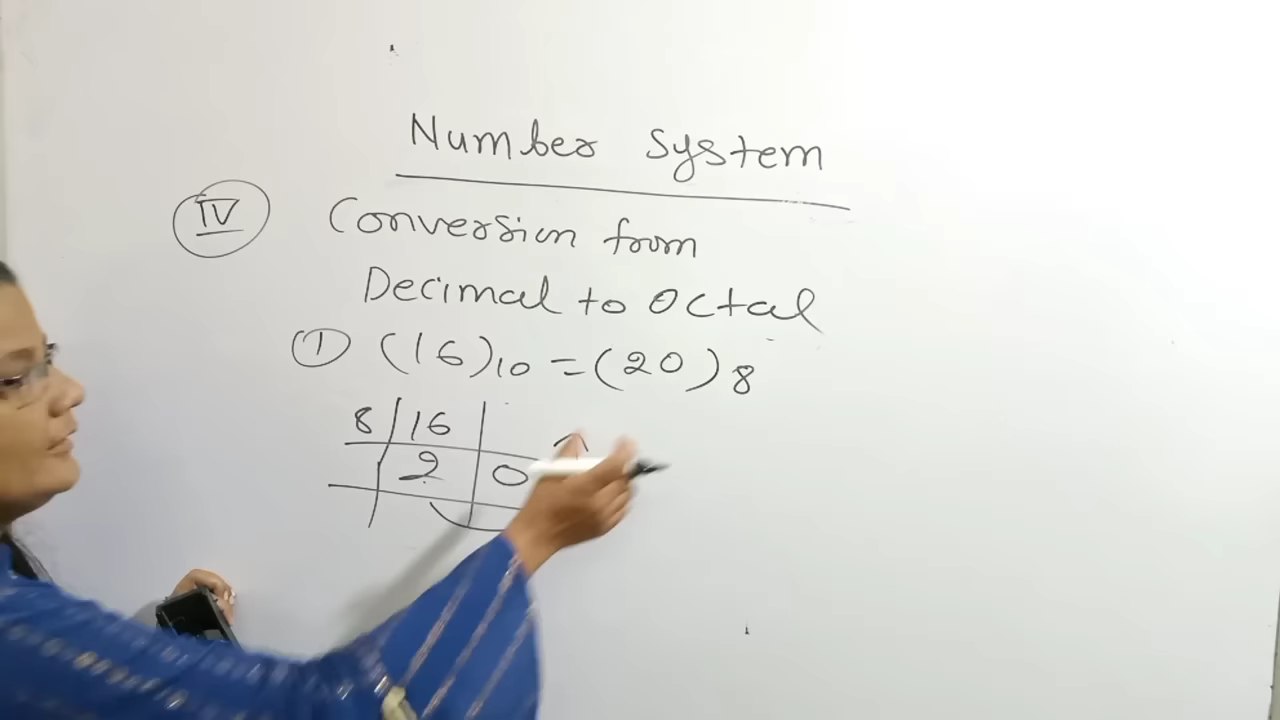 Number System
IV Conversion from
Decimal to Octal
1 (16)10 = (20)8
8 16
2 0